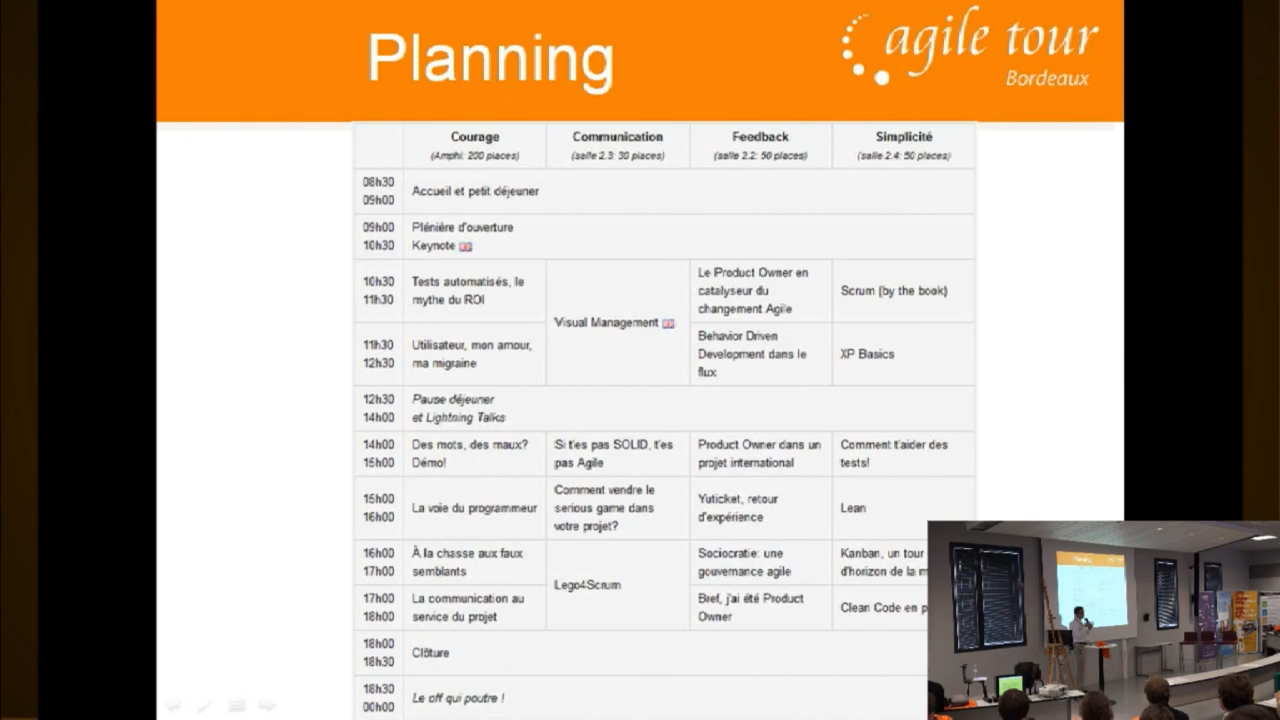 Planning
agile tour
Bordeaux
Courage
(Amphi: 200 places)
Communication
(salle 2.3: 30 places)
Feedback
(salle 2.2: 50 places)
Simplicité
(salle 2.4: 50 places)
08h30
09h00
Accueil et petit déjeuner
09h00
10h30
Plénière d'ouverture
Keynote
10h30
11h30
Tests automatisés, le
mythe du ROI
Visual Management
Le Product Owner en
catalyseur du
changement Agile
Scrum (by the book)
11h30
12h30
Utilisateur, mon amour,
ma migraine
Behavior Driven
Development dans le
flux
XP Basics
12h30
14h00
Pause déjeuner
et Lightning Talks
14h00
15h00
Des mots, des maux?
Démo!
Si t'es pas SOLID, t'es
pas Agile
Product Owner dans un
projet international
Comment t'aider des
tests!
15h00
16h00
La voie du programmeur
Comment vendre le
serious game dans
votre projet?
Yuticket, retour
d'expérience
Lean
16h00
17h00
À la chasse aux faux
semblants
Lego4Scrum
Sociocratie: une
gouvernance agile
Kanban, un tour
d'horizon de la m
17h00
18h00
La communication au
service du projet
Bref, j'ai été Product
Owner
Clean Code en p
18h00
18h30
Clôture
18h30
00h00
Le off qui poutre !
Planning